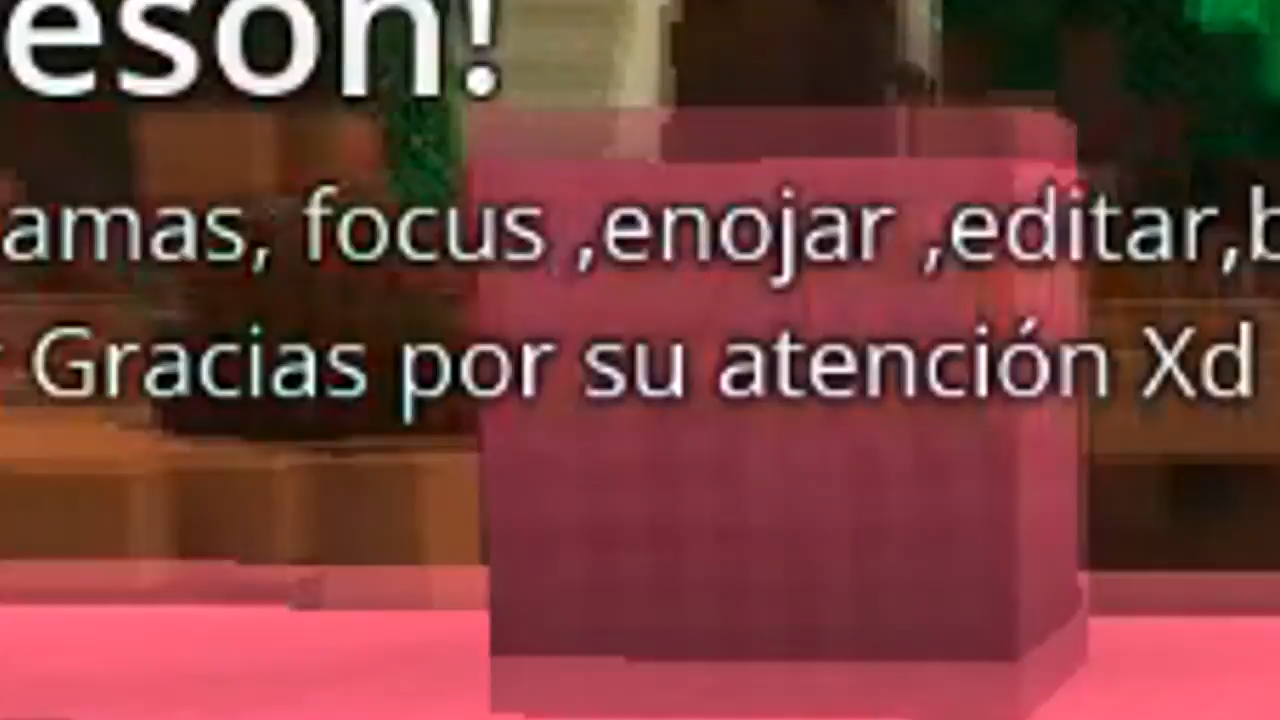 eson!
amas, focus ,enojar ,editar,b
Gracias por su atención Xd